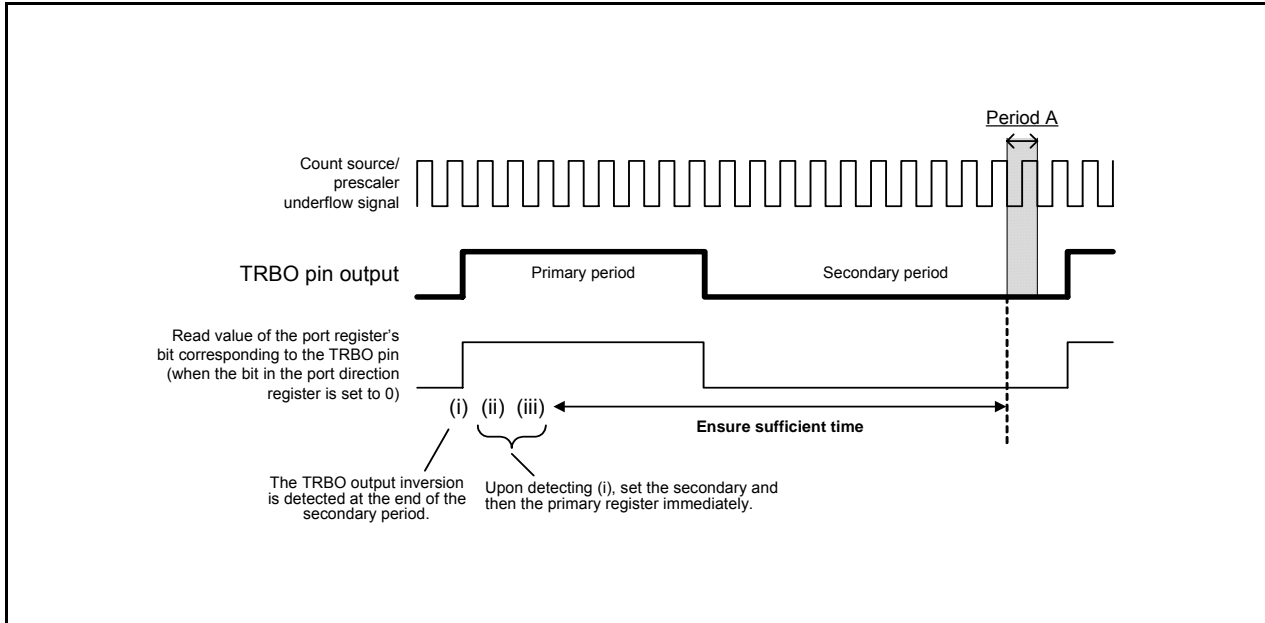 Period A
Count source/
prescaler
underflow signal
TRBO pin output
Primary period
Secondary period
Read value of the port register's
bit corresponding to the TRBO pin
(when the bit in the port direction
register is set to 0)
(i) (ii) (iii)
Ensure sufficient time
The TRBO output inversion
is detected at the end of the
secondary period.
Upon detecting (i), set the secondary and
then the primary register immediately.